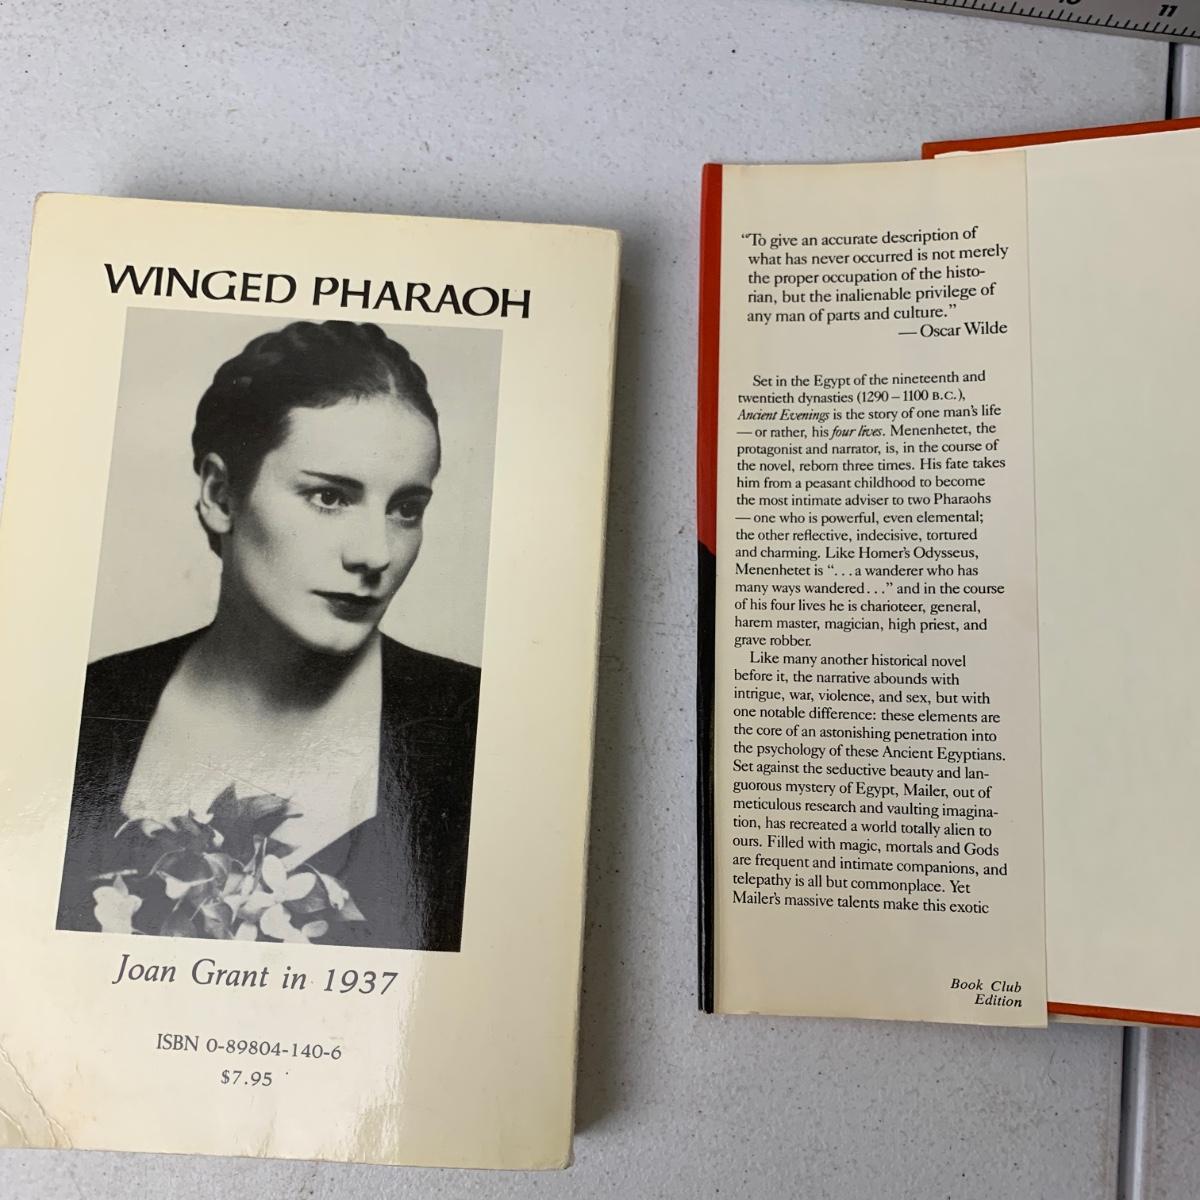 11
WINGED PHARAOH
Joan Grant in 1937
ISBN 0-89804-140-6
$7.95
“To give an accurate description of
what has never occurred is not merely
the proper occupation of the histo-
rian, but the inalienable privilege of
any man of parts and culture.”
— Oscar Wilde
Set in the Egypt of the nineteenth and
twentieth dynasties (1290 – 1100 B.C.),
Ancient Evenings is the story of one man's life
— or rather, his four lives. Menenhetet, the
protagonist and narrator, is, in the course of
the novel, reborn three times. His fate takes
him from a peasant childhood to become
the most intimate adviser to two Pharaohs
— one who is powerful, even elemental;
the other reflective, indecisive, tortured
and charming. Like Homer's Odysseus,
Menenhetet is “. . . a wanderer who has
many ways wandered . . .” and in the course
of his four lives he is charioteer, general,
harem master, magician, high priest, and
grave robber.
Like many another historical novel
before it, the narrative abounds with
intrigue, war, violence, and sex, but with
one notable difference: these elements are
the core of an astonishing penetration into
the psychology of these Ancient Egyptians.
Set against the seductive beauty and lan-
guorous mystery of Egypt, Mailer, out of
meticulous research and vaulting imagina-
tion, has recreated a world totally alien to
ours. Filled with magic, mortals and Gods
are frequent and intimate companions, and
telepathy is all but commonplace. Yet
Mailer's massive talents make this exotic
Book Club
Edition